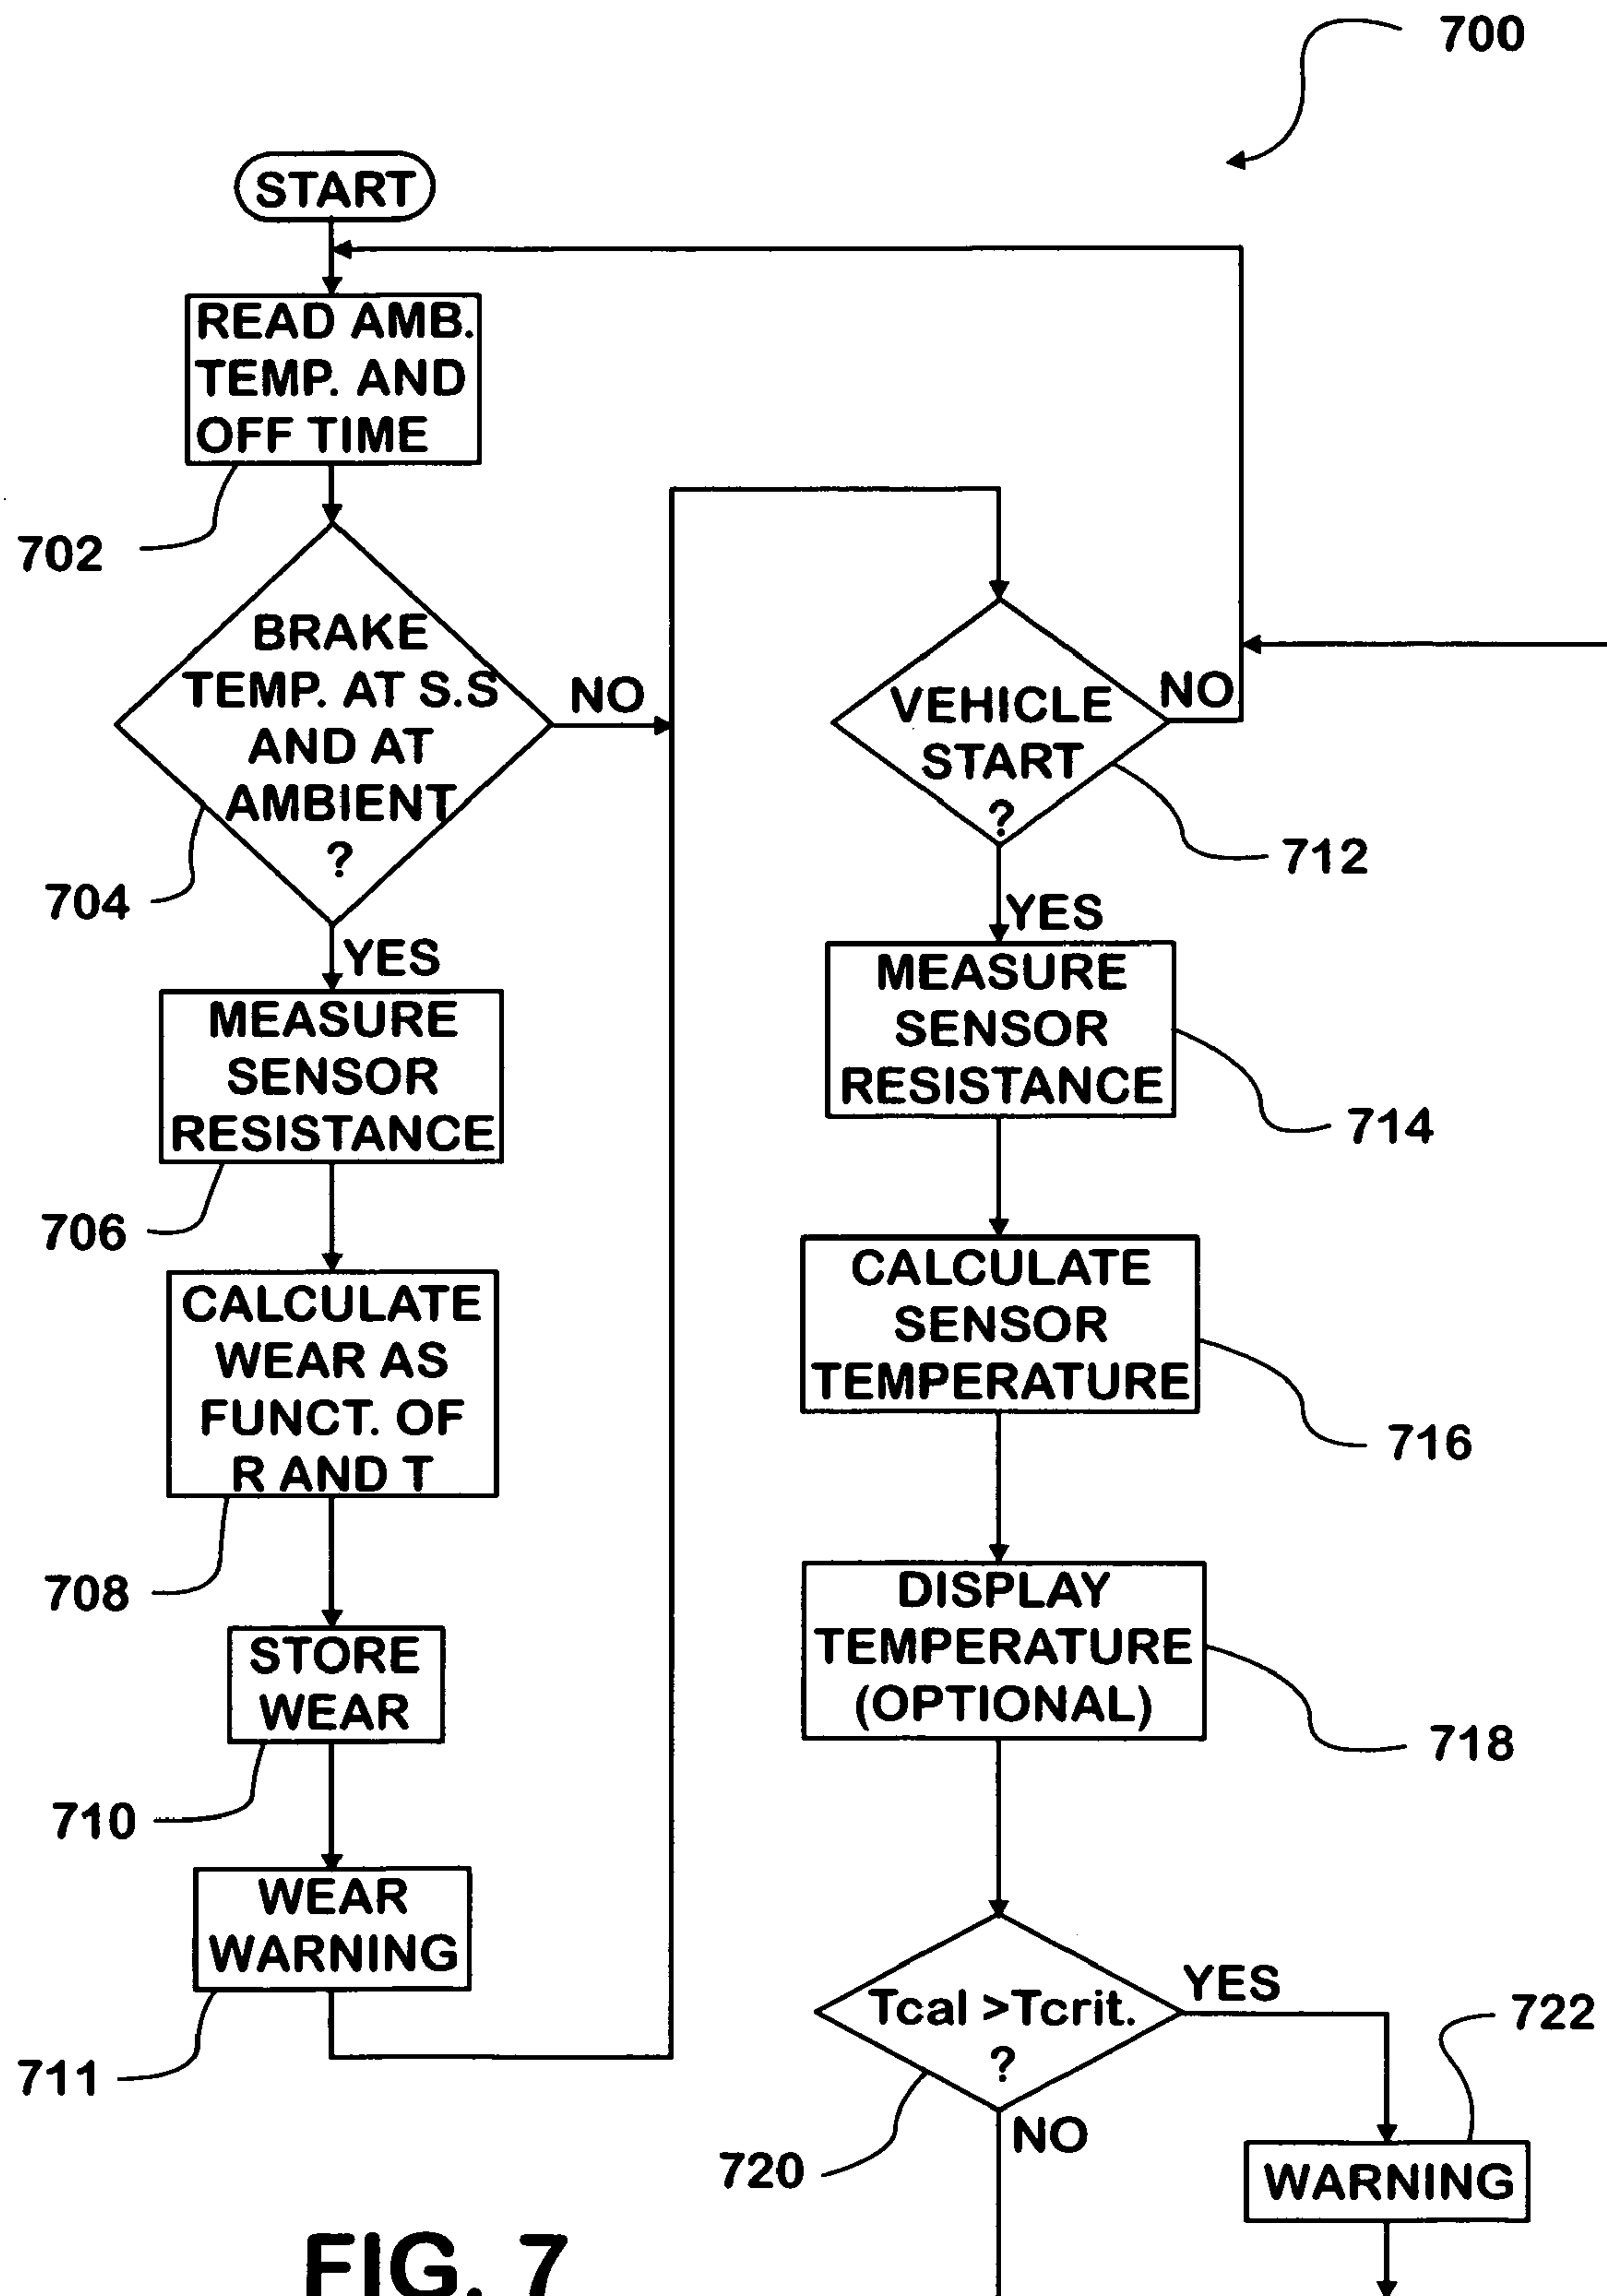 700
START
READ AMB.
TEMP. AND
OFF TIME
702
BRAKE
TEMP. AT S.S
AND AT
AMBIENT
?
NO
704
YES
MEASURE
SENSOR
RESISTANCE
706
CALCULATE
WEAR AS
FUNCT. OF
R AND T
708
STORE
WEAR
710
WEAR
WARNING
711
VEHICLE
START
?
NO
712
YES
MEASURE
SENSOR
RESISTANCE
714
CALCULATE
SENSOR
TEMPERATURE
716
DISPLAY
TEMPERATURE
(OPTIONAL)
718
Tcal >Tcrit.
?
YES
722
720
NO
WARNING
FIG. 7